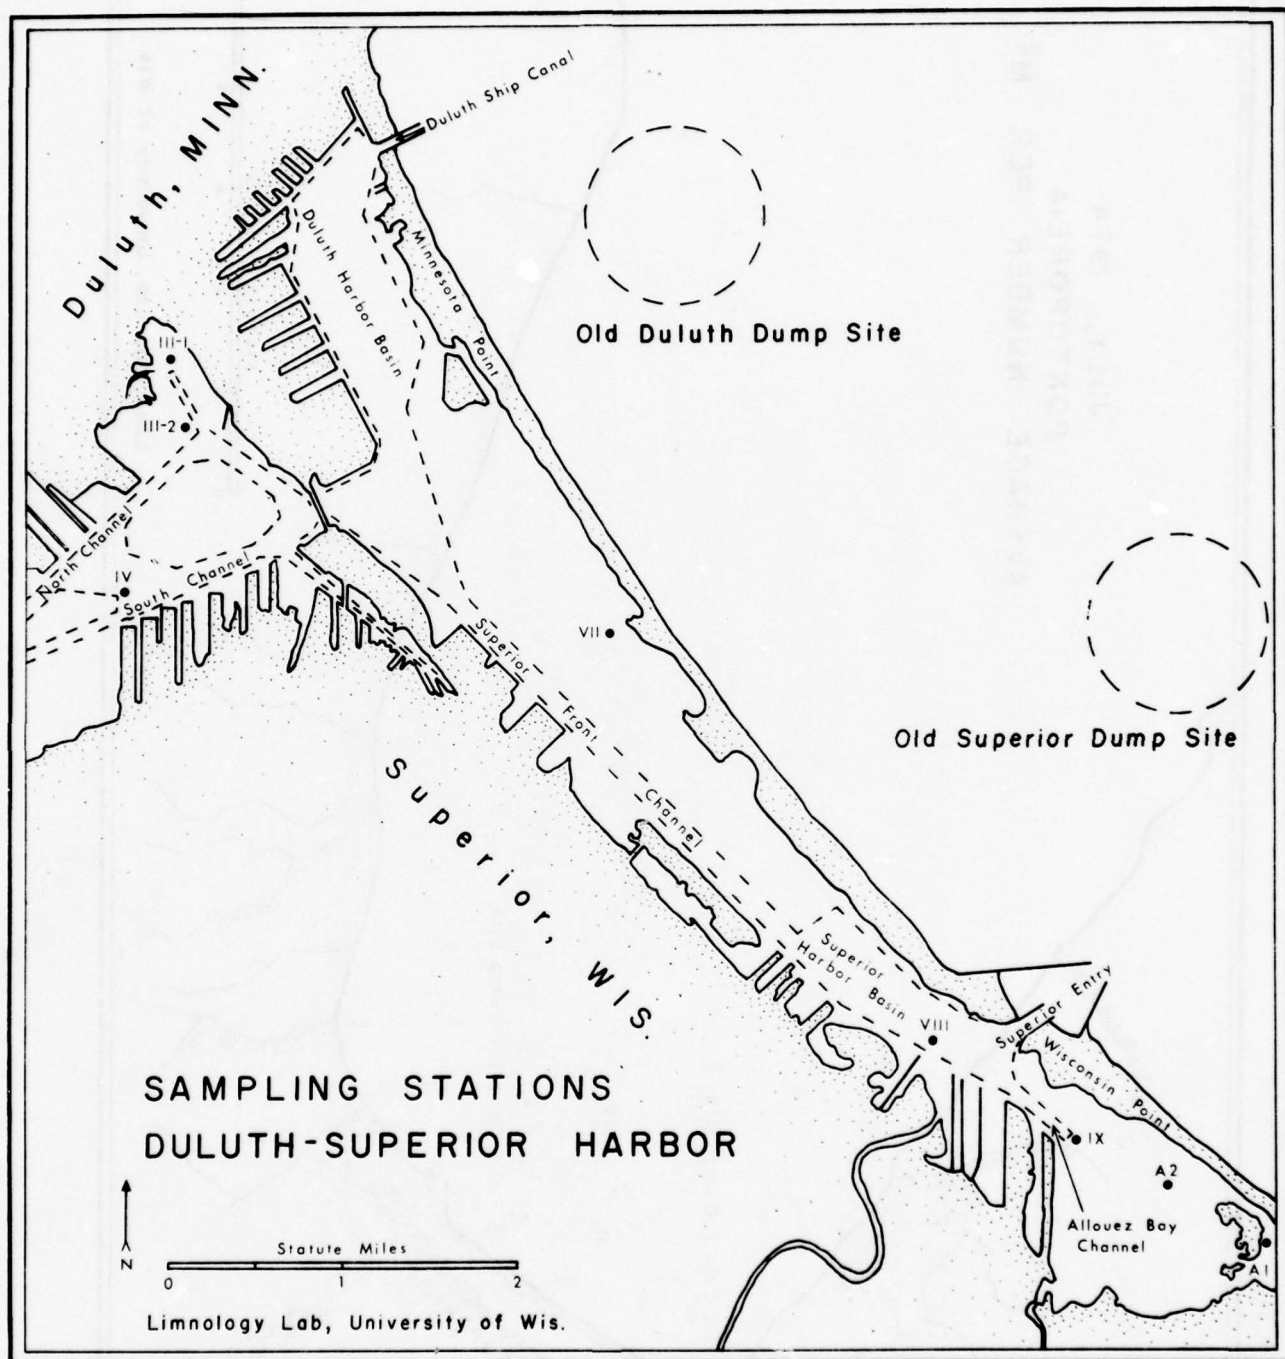 Duluth, MINN.
Duluth Ship Canal
Minnesota Point
Duluth Harbor Basin
Old Duluth Dump Site
III-1
III-2
North Channel
IV
South Channel
VII
Superior Front Channel
Old Superior Dump Site
Superior, WIS.
Superior
Harbor Basin
VIII
Superior Entry
Wisconsin Point
IX
A2
Allouez Bay
Channel
A1
SAMPLING STATIONS
DULUTH-SUPERIOR HARBOR
N
Statute Miles
0 1 2
Limnology Lab, University of Wis.